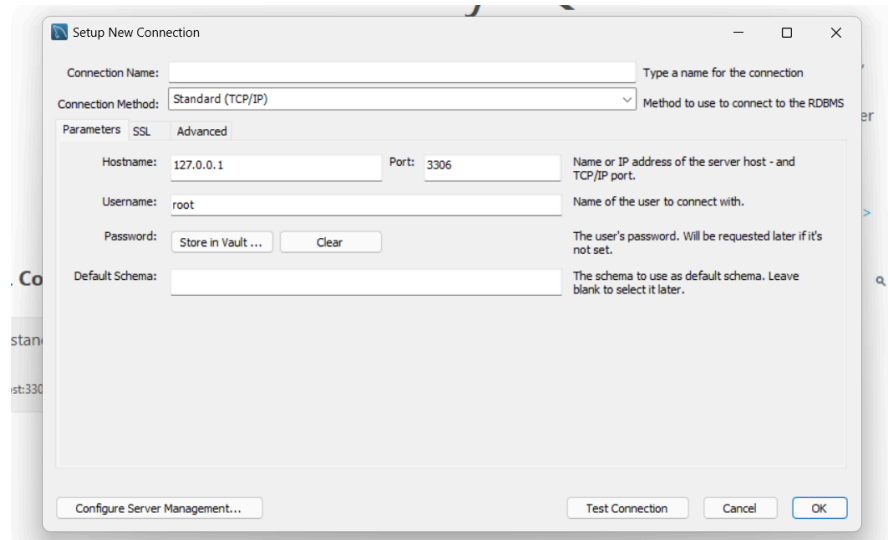 Setup New Connection
Connection Name:
Type a name for the connection
Connection Method: Standard (TCP/IP)
Method to use to connect to the RDBMS
Parameters SSL Advanced
Hostname: 127.0.0.1 Port: 3306
Name or IP address of the server host - and
TCP/IP port.
Username: root
Name of the user to connect with.
Password: Store in Vault ... Clear
The user's password. Will be requested later if it's
not set.
Default Schema:
The schema to use as default schema. Leave
blank to select it later.
Configure Server Management... Test Connection Cancel OK